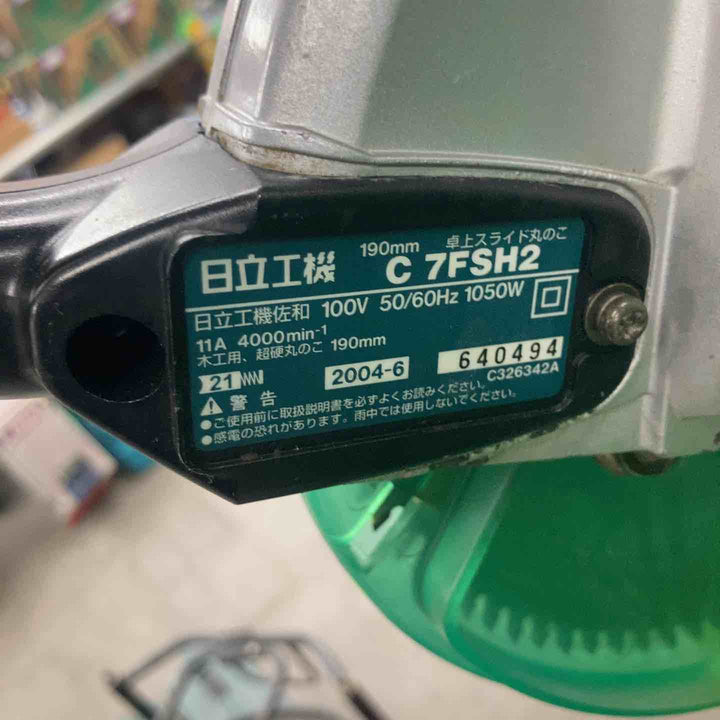 190mm 卓上スライド丸のこ
日立工機 C 7FSH2
日立工機佐和 100V 50/60Hz 1050W
11A 4000min-1
木工用、超硬丸のこ 190mm
21 2004-6 640494
C326342A
警告
●ご使用前に取扱説明書を必ずよくお読みください。
●感電の恐れがあります。雨中では使用しないでください。